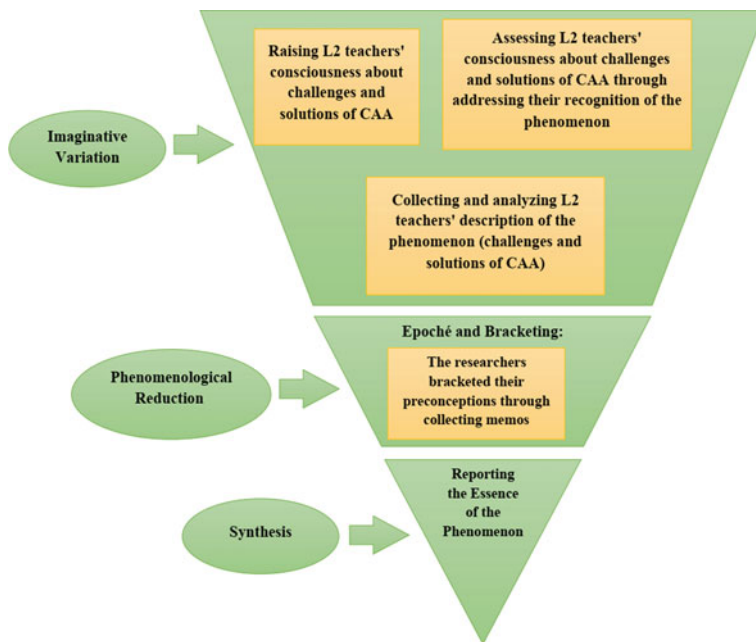 Raising L2 teachers'
consciousness about
challenges and
solutions of CAA
Assessing L2 teachers'
consciousness about challenges
and solutions of CAA through
addressing their recognition of the
phenomenon
Imaginative
Variation
Collecting and analyzing L2
teachers' description of the
phenomenon (challenges and
solutions of CAA)
Epoché and Bracketing:
Phenomenological
Reduction
The researchers
bracketed their
preconceptions through
collecting memos
Synthesis
Reporting
the Essence
of the
Phenomenon